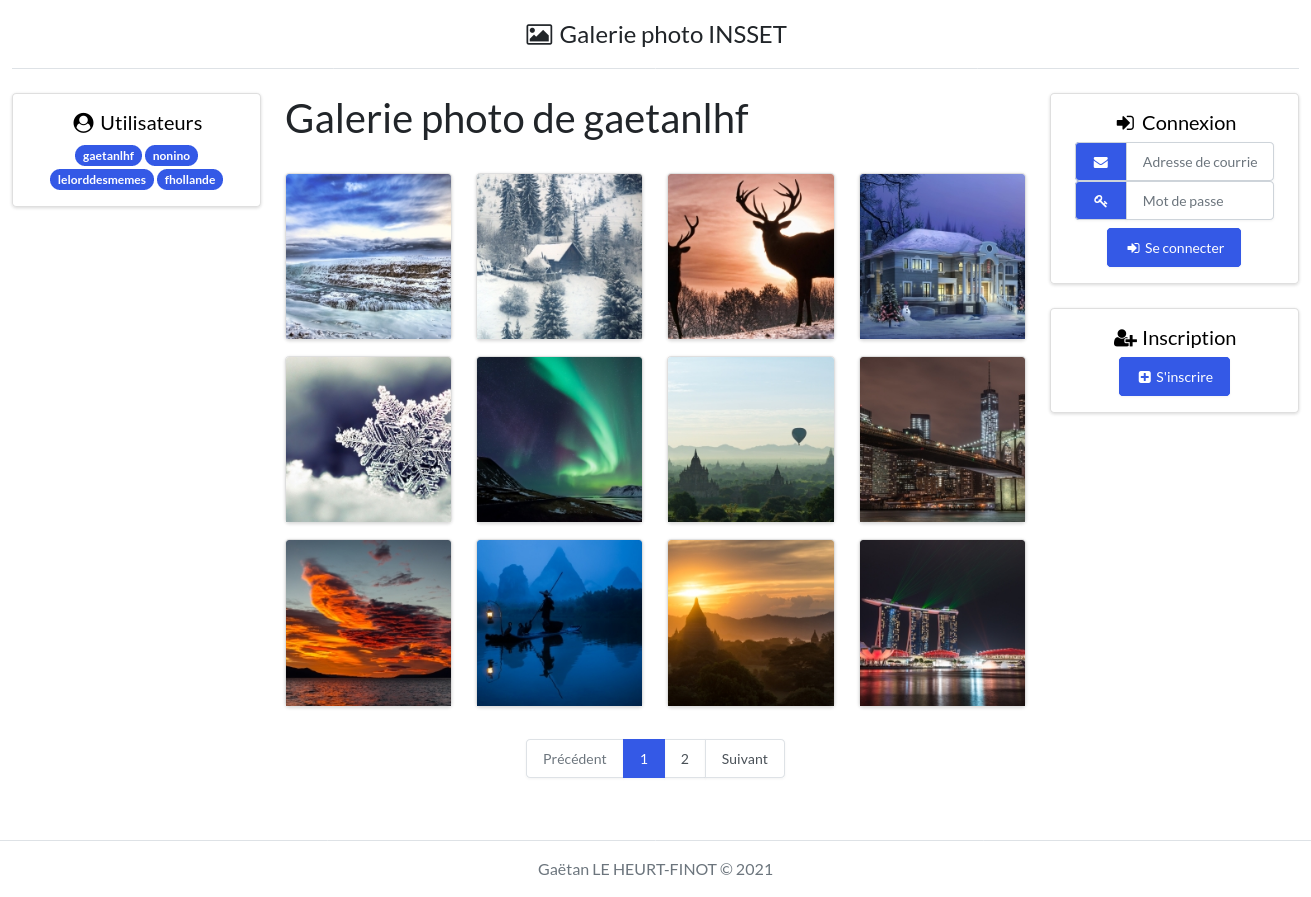 Galerie photo INSSET
Utilisateurs
gaetanlhf nonino
lelorddesmemes fhollande
Galerie photo de gaetanlhf
Précédent 1 2 Suivant
Connexion
Adresse de courrie
Mot de passe
Se connecter
Inscription
S'inscrire
Gaëtan LE HEURT-FINOT © 2021